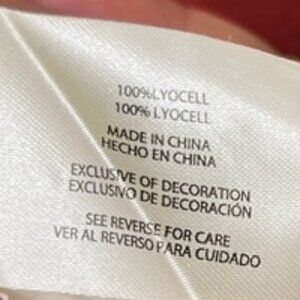 100%LYOCELL
100% LYOCELL
MADE IN CHINA
HECHO EN CHINA
EXCLUSIVE OF DECORATION
EXCLUSIVO DE DECORACIÓN
SEE REVERSE FOR CARE
VER AL REVERSO PARA CUIDADO